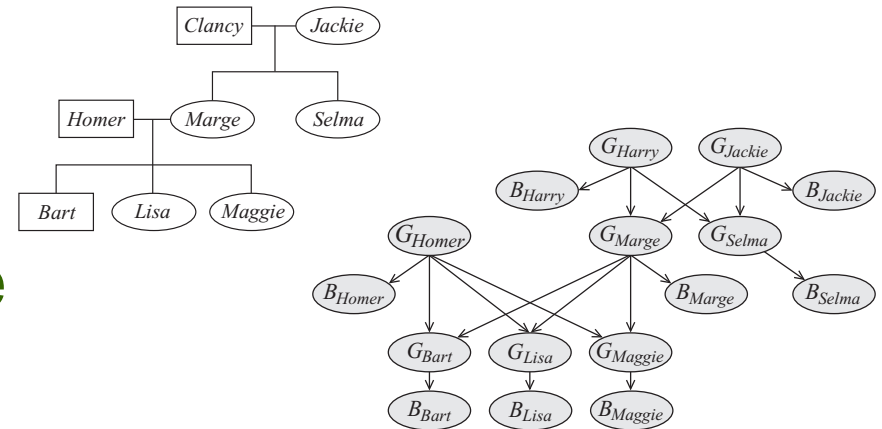 Clancy Jackie
Homer Marge Selma
Bart Lisa Maggie
G_Harry G_Jackie
B_Harry B_Jackie
G_Homer G_Marge G_Selma
B_Homer B_Marge B_Selma
G_Bart G_Lisa G_Maggie
B_Bart B_Lisa B_Maggie
e